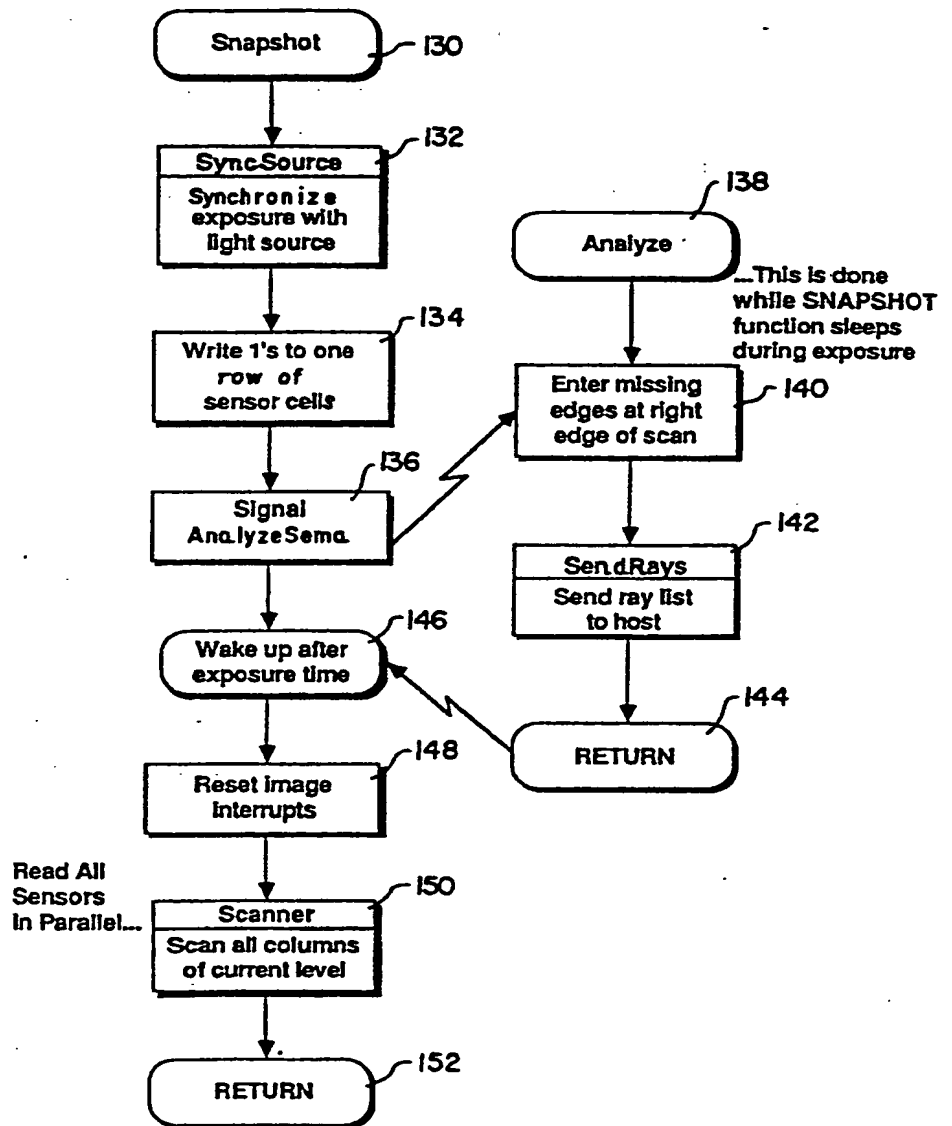 Snapshot
130
132
SyncSource
Synchronize
exposure with
light source
134
Write 1's to one
row of
sensor cells
136
Signal
AnalyzeSema
146
Wake up after
exposure time
148
Reset image
Interrupts
Read All
Sensors
In Parallel...
150
Scanner
Scan all columns
of current level
152
RETURN
138
Analyze
...This is done
while SNAPSHOT
function sleeps
during exposure
140
Enter missing
edges at right
edge of scan
142
SendRays
Send ray list
to host
144
RETURN